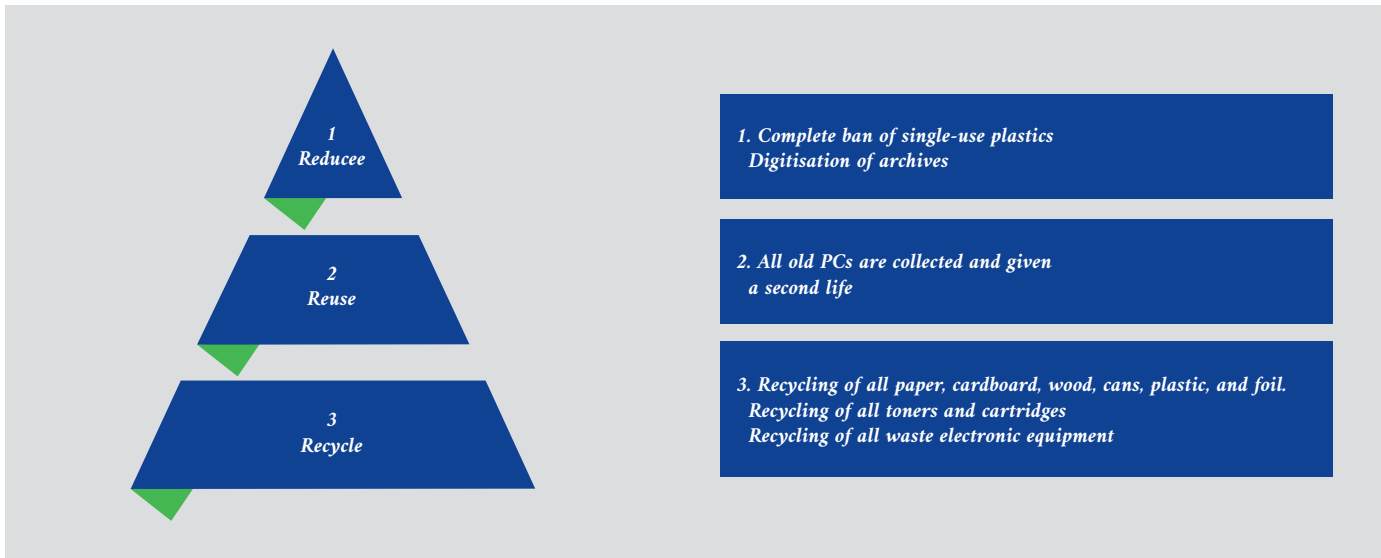 1
Reducee
2
Reuse
3
Recycle
1. Complete ban of single-use plastics
Digitisation of archives
2. All old PCs are collected and given
a second life
3. Recycling of all paper, cardboard, wood, cans, plastic, and foil.
Recycling of all toners and cartridges
Recycling of all waste electronic equipment